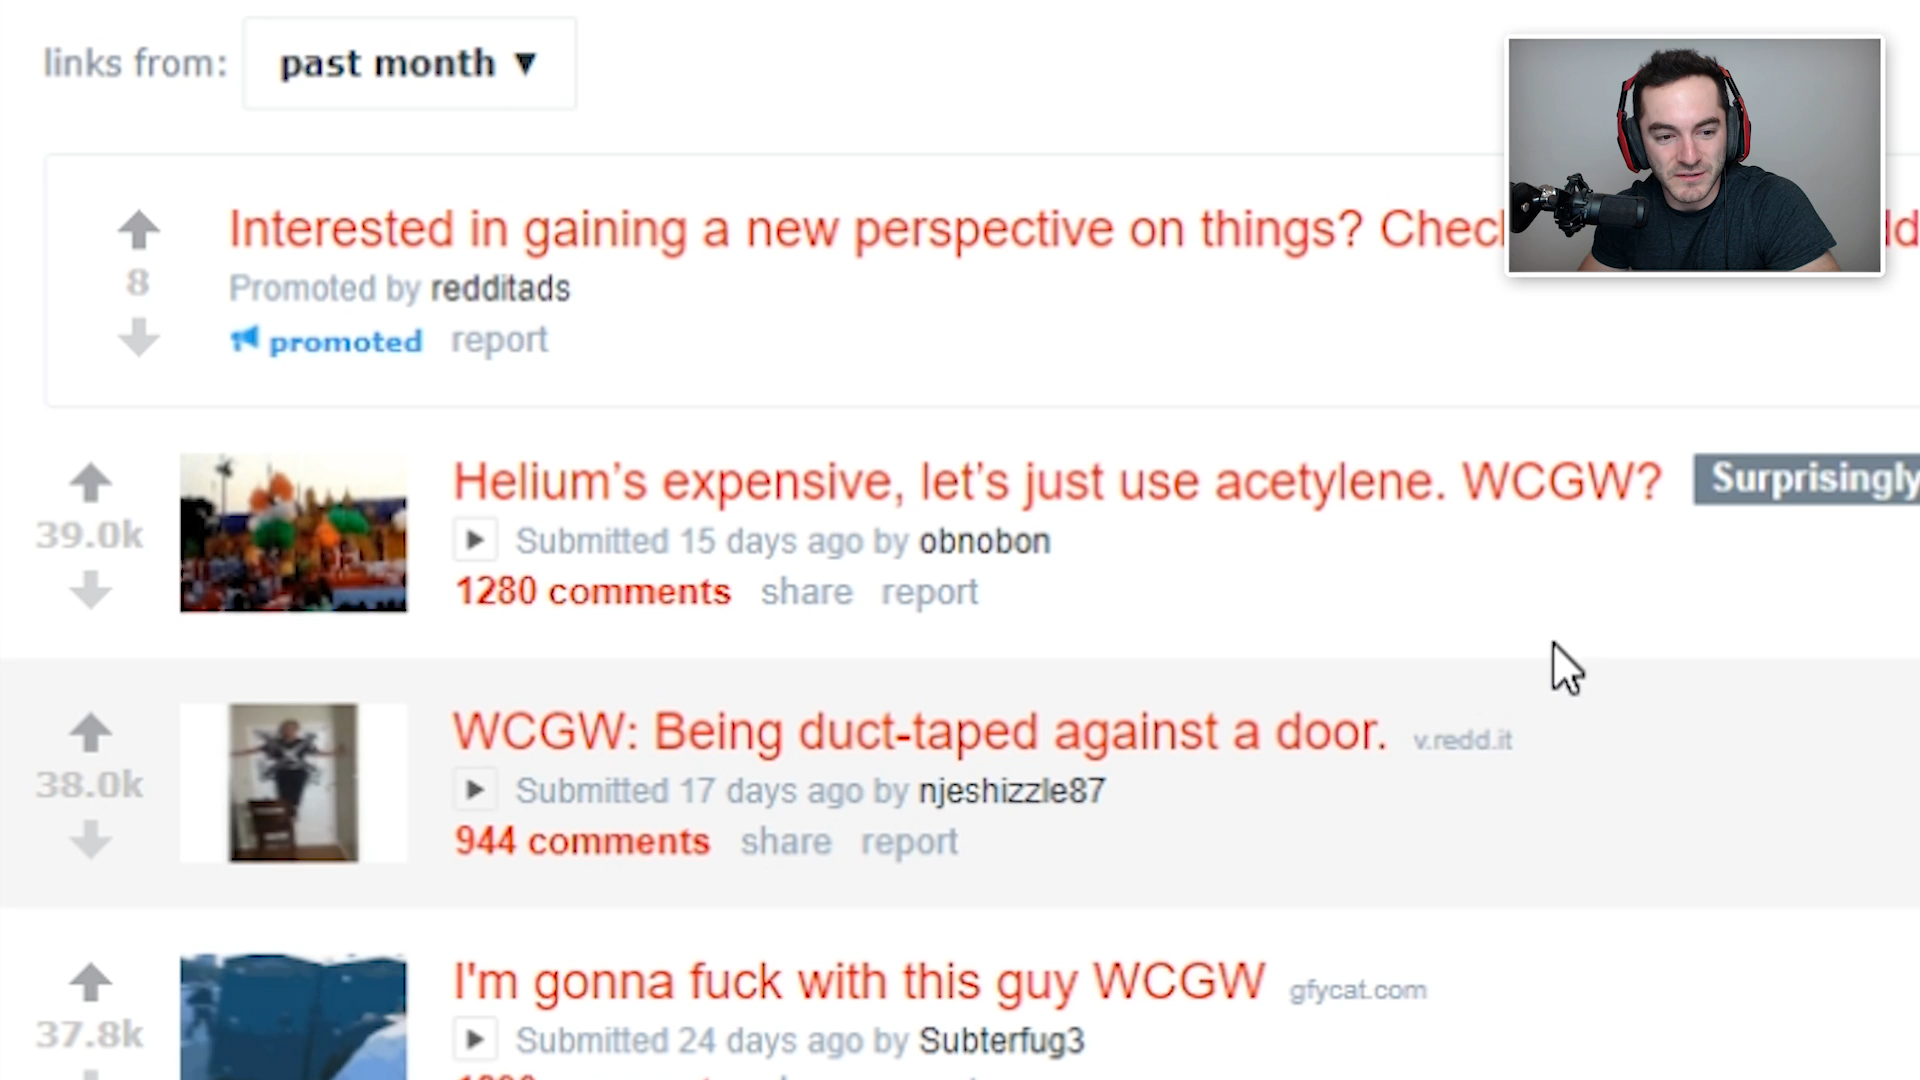 links from: past month ▼
Interested in gaining a new perspective on things? Chec
8
Promoted by redditads
promoted report
Helium's expensive, let's just use acetylene. WCGW? Surprisingly
39.0k
Submitted 15 days ago by obnobon
1280 comments share report
WCGW: Being duct-taped against a door. v.redd.it
38.0k
Submitted 17 days ago by njeshizzle87
944 comments share report
I'm gonna fuck with this guy WCGW gfycat.com
37.8k
Submitted 24 days ago by Subterfug3